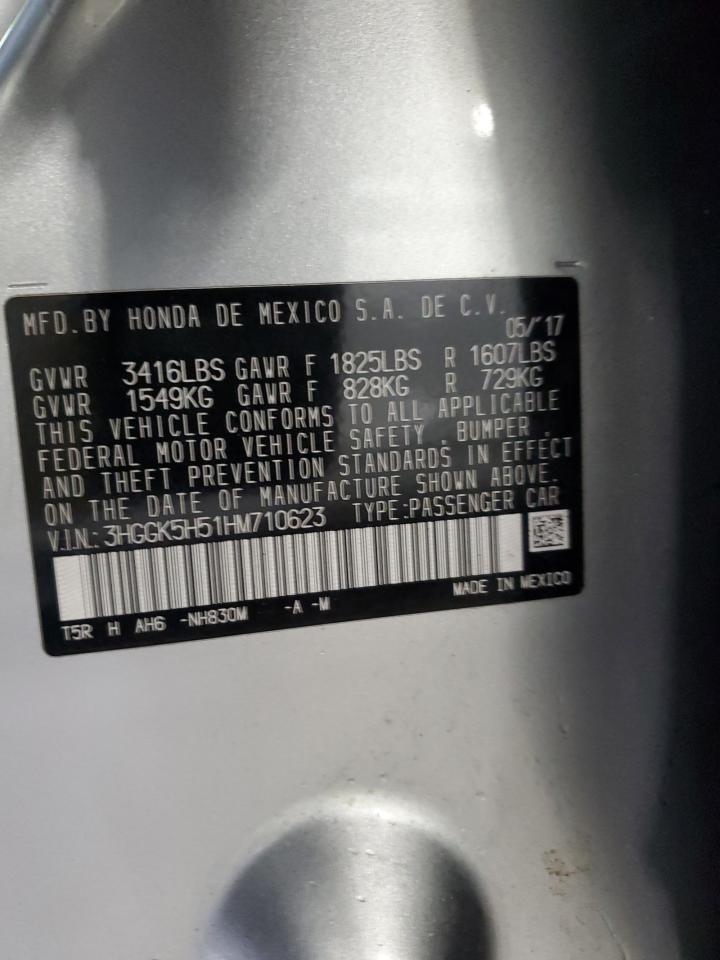 MFD.BY HONDA DE MEXICO S.A. DE C.V.
05/'17
GVWR 3416LBS GAWR F 1825LBS R 1607LBS
GVWR 1549KG GAWR F 828KG R 729KG
THIS VEHICLE CONFORMS TO ALL APPLICABLE
FEDERAL MOTOR VEHICLE SAFETY , BUMPER ,
AND THEFT PREVENTION STANDARDS IN EFFECT
ON THE DATE OF MANUFACTURE SHOWN ABOVE.
V.I.N.: 3HGGK5H51HM710623 TYPE:PASSENGER CAR
T5R H AH6 -NH830M -A -M MADE IN MEXICO